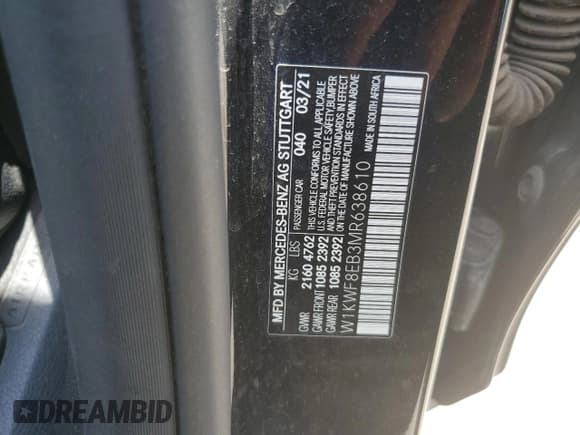 MFD BY MERCEDES-BENZ AG STUTTGART
PASSENGER CAR 040 03/21
KG LBS
GVWR 2160 4762
GAWR FRONT 1085 2392
GAWR REAR 1085 2392
THIS VEHICLE CONFORMS TO ALL APPLICABLE
U.S. FEDERAL MOTOR VEHICLE SAFETY, BUMPER
AND THEFT PREVENTION STANDARDS IN EFFECT
ON THE DATE OF MANUFACTURE SHOWN ABOVE
W1KWF8EB3MR638610
MADE IN SOUTH AFRICA
DREAMBID